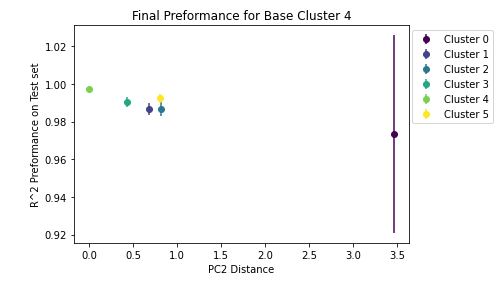 Final Preformance for Base Cluster 4
R^2 Preformance on Test set
1.02
1.00
0.98
0.96
0.94
0.92
0.0 0.5 1.0 1.5 2.0 2.5 3.0 3.5
PC2 Distance
Cluster 0
Cluster 1
Cluster 2
Cluster 3
Cluster 4
Cluster 5